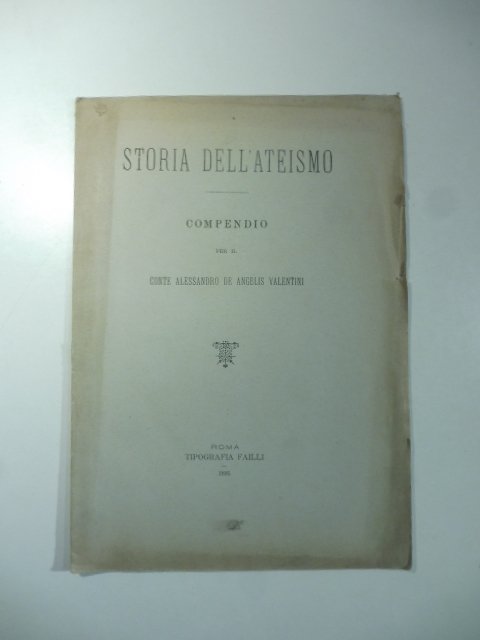 STORIA DELL'ATEISMO
COMPENDIO
PER IL
CONTE ALESSANDRO DE ANGELIS VALENTINI
ROMA
TIPOGRAFIA FAILLI